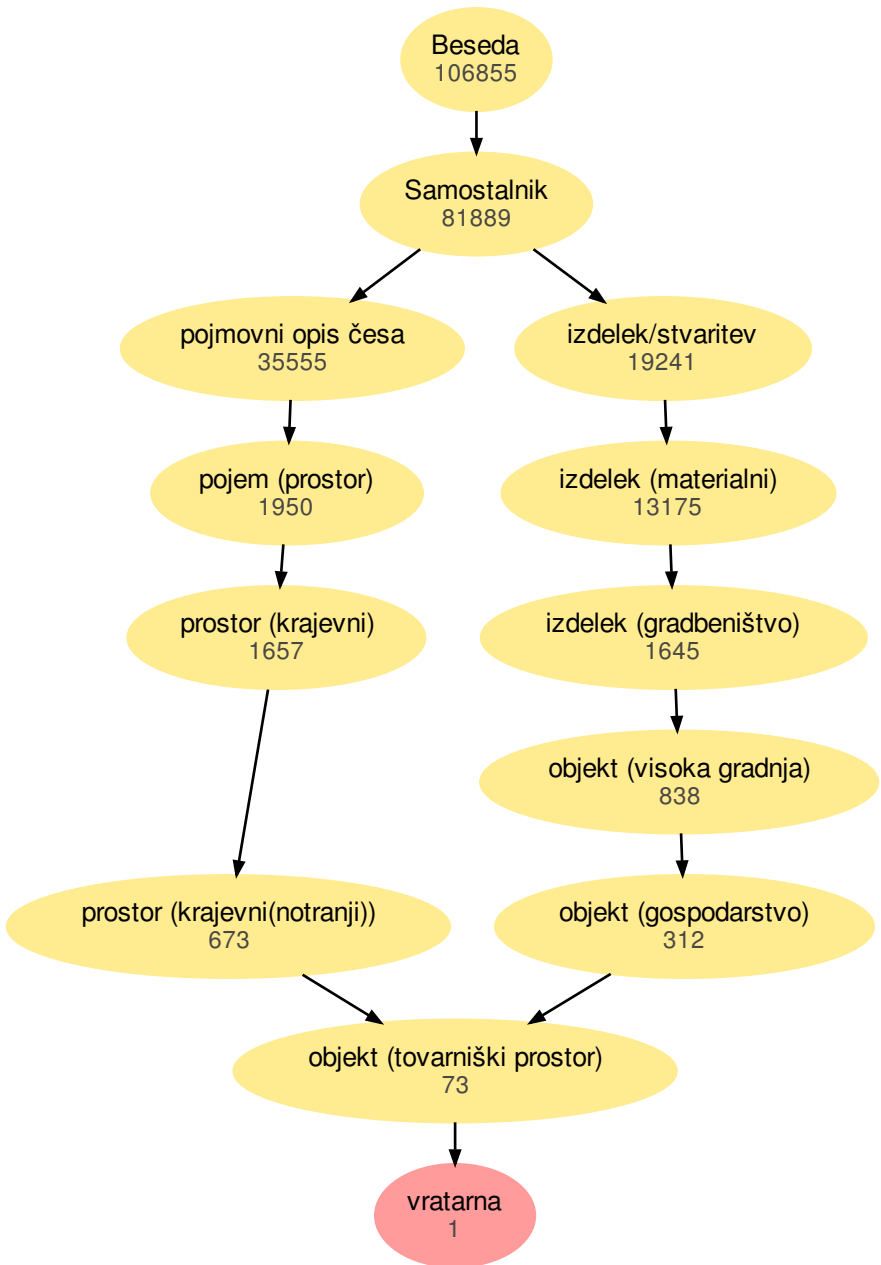 Beseda
106855
Samostalnik
81889
pojmovni opis česa
35555
izdelek/stvaritev
19241
pojem (prostor)
1950
izdelek (materialni)
13175
prostor (krajevni)
1657
izdelek (gradbeništvo)
1645
objekt (visoka gradnja)
838
prostor (krajevni(notranji))
673
objekt (gospodarstvo)
312
objekt (tovarniški prostor)
73
vratarna
1